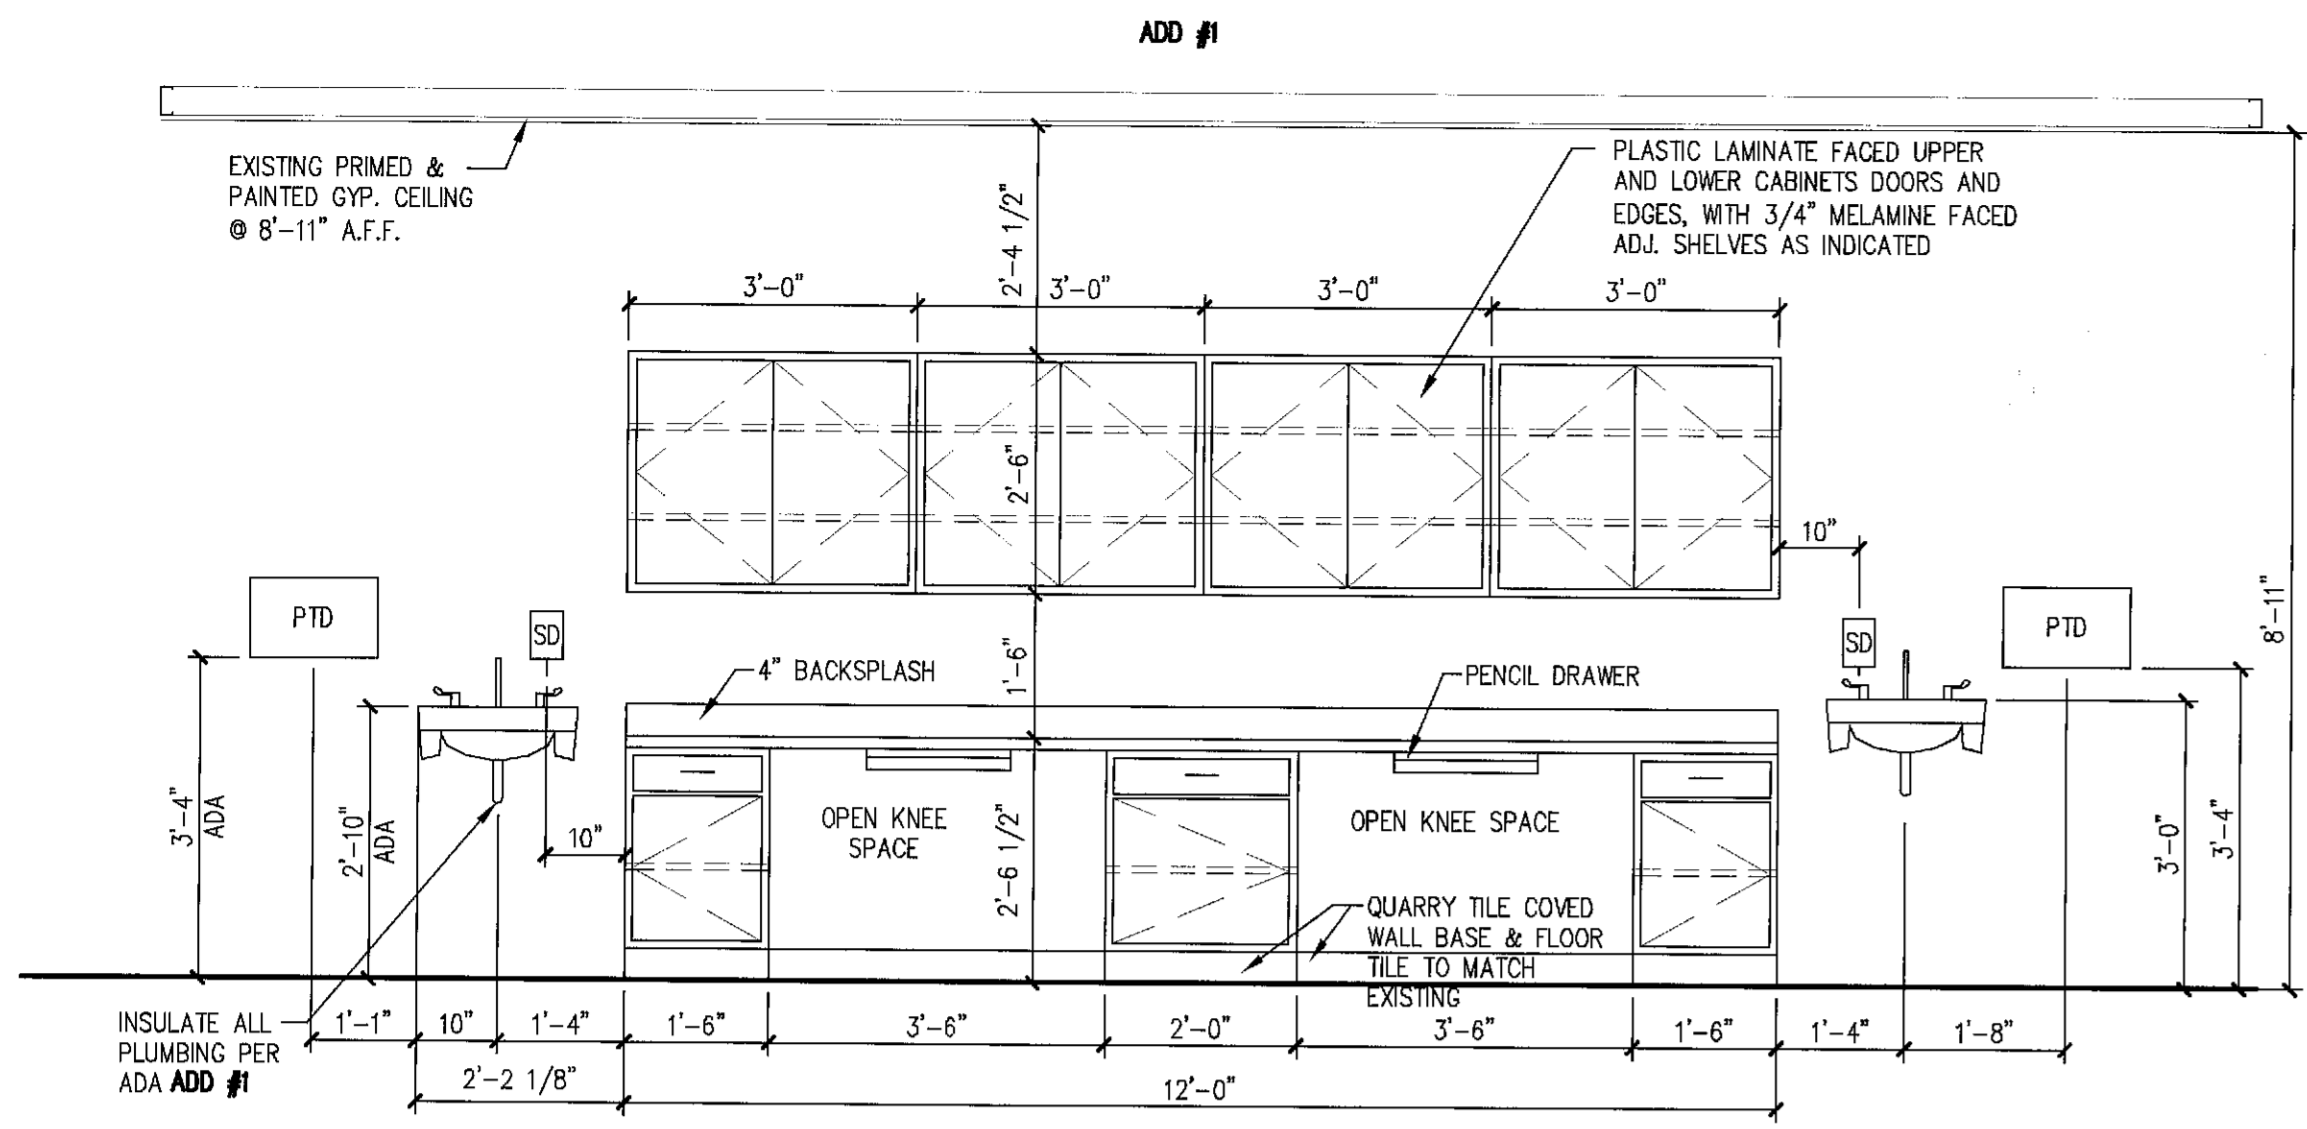 ADD #1
EXISTING PRIMED &
PAINTED GYP. CEILING
@ 8'-11" A.F.F.
PLASTIC LAMINATE FACED UPPER
AND LOWER CABINETS DOORS AND
EDGES, WITH 3/4" MELAMINE FACED
ADJ. SHELVES AS INDICATED
2'-4 1/2"
3'-0"
3'-0"
3'-0"
3'-0"
2'-6"
10"
8'-11"
PTD
SD
SD
PTD
1'-6"
4" BACKSPLASH
PENCIL DRAWER
3'-4"
ADA
2'-10"
ADA
10"
OPEN KNEE
SPACE
2'-6 1/2"
OPEN KNEE SPACE
3'-0"
3'-4"
QUARRY TILE COVED
WALL BASE & FLOOR
TILE TO MATCH
EXISTING
INSULATE ALL
PLUMBING PER
ADA ADD #1
1'-1"
10"
1'-4"
1'-6"
3'-6"
2'-0"
3'-6"
1'-6"
1'-4"
1'-8"
2'-2 1/8"
12'-0"